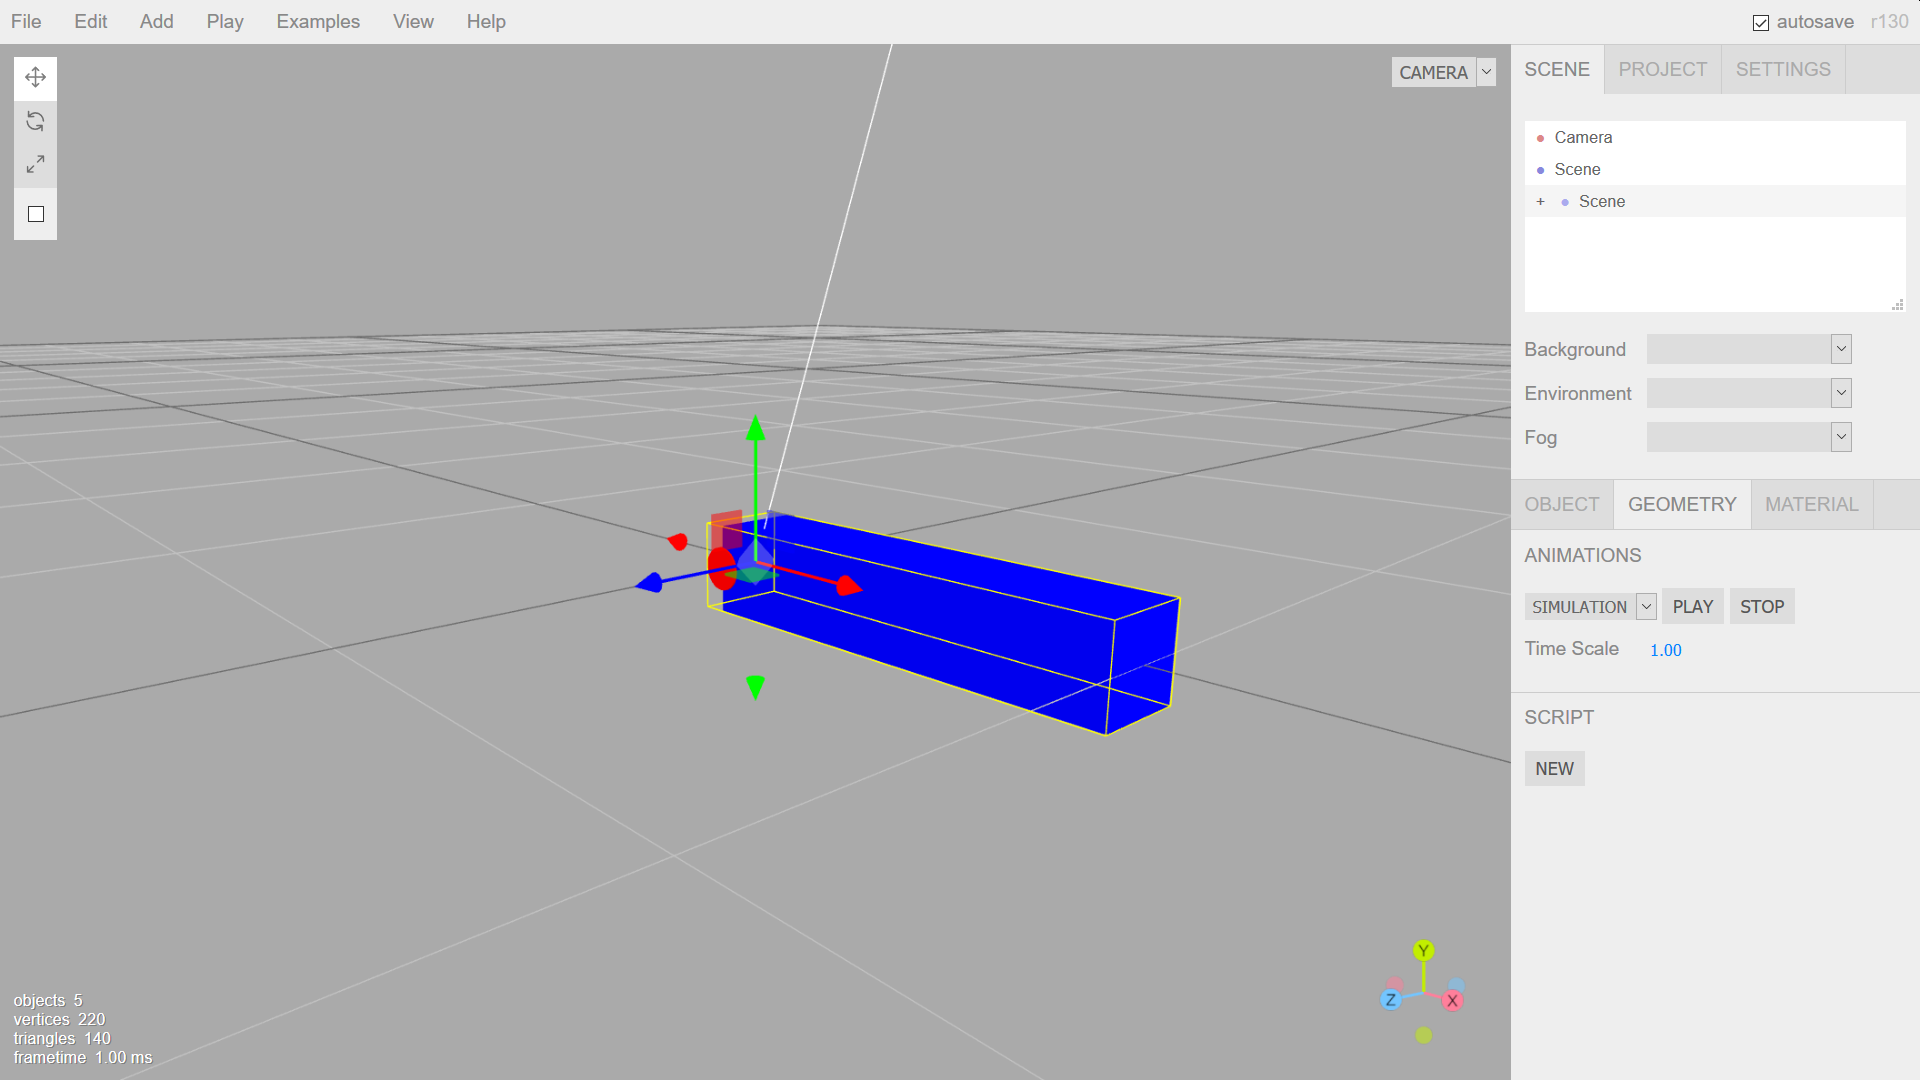 File Edit Add Play Examples View Help autosave r130
CAMERA
SCENE PROJECT SETTINGS
Camera
Scene
+ Scene
Background
Environment
Fog
OBJECT GEOMETRY MATERIAL
ANIMATIONS
SIMULATION PLAY STOP
Time Scale 1.00
SCRIPT
NEW
Y
Z X
objects 5
vertices 220
triangles 140
frametime 1.00 ms